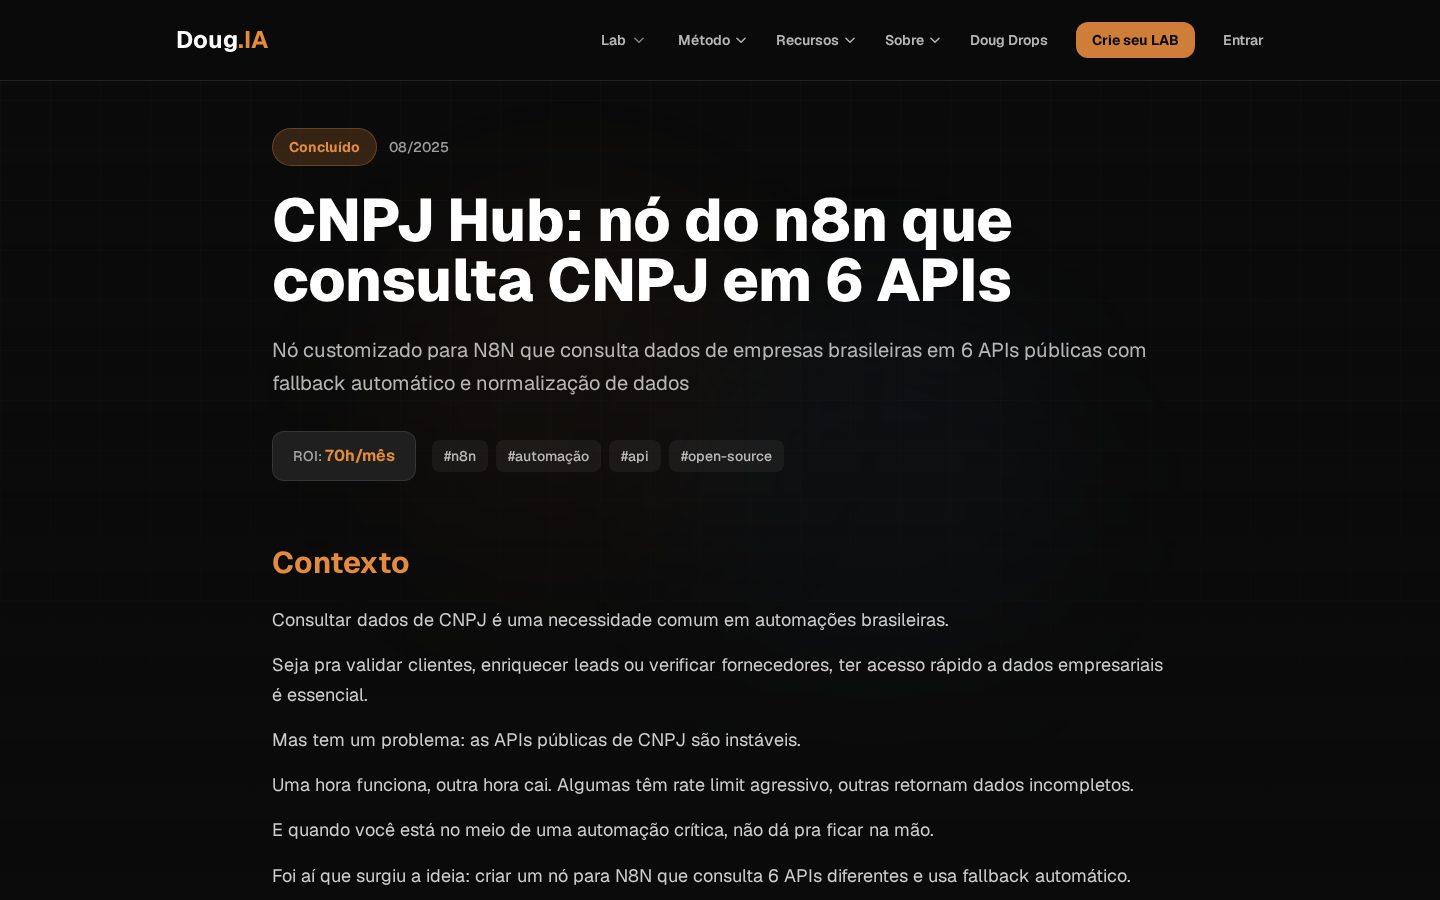 Doug.IA
Lab
Método
Recursos
Sobre
Doug Drops
Crie seu LAB
Entrar
Concluído
08/2025
CNPJ Hub: nó do n8n que
consulta CNPJ em 6 APIs
Nó customizado para N8N que consulta dados de empresas brasileiras em 6 APIs públicas com
fallback automático e normalização de dados
ROI: 70h/mês
#n8n
#automação
#api
#open-source
Contexto
Consultar dados de CNPJ é uma necessidade comum em automações brasileiras.
Seja pra validar clientes, enriquecer leads ou verificar fornecedores, ter acesso rápido a dados empresariais
é essencial.
Mas tem um problema: as APIs públicas de CNPJ são instáveis.
Uma hora funciona, outra hora cai. Algumas têm rate limit agressivo, outras retornam dados incompletos.
E quando você está no meio de uma automação crítica, não dá pra ficar na mão.
Foi aí que surgiu a ideia: criar um nó para N8N que consulta 6 APIs diferentes e usa fallback automático.